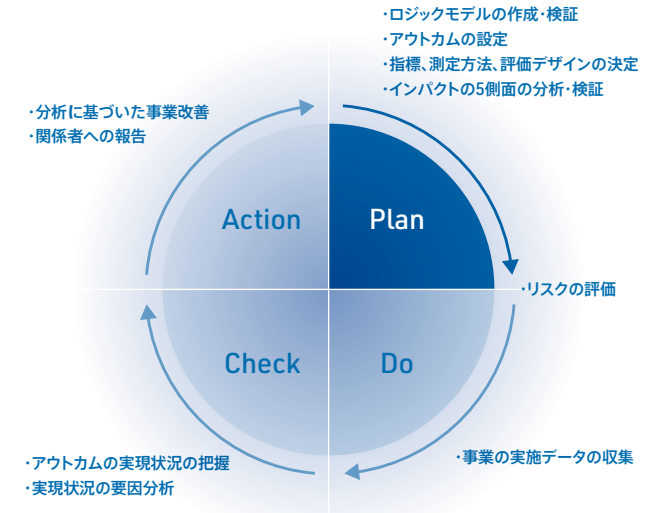 ・ロジックモデルの作成・検証
・アウトカムの設定
・指標、測定方法、評価デザインの決定
・インパクトの5側面の分析・検証
・分析に基づいた事業改善
・関係者への報告
Action
Plan
・リスクの評価
Check
Do
・アウトカムの実現状況の把握
・実現状況の要因分析
・事業の実施データの収集